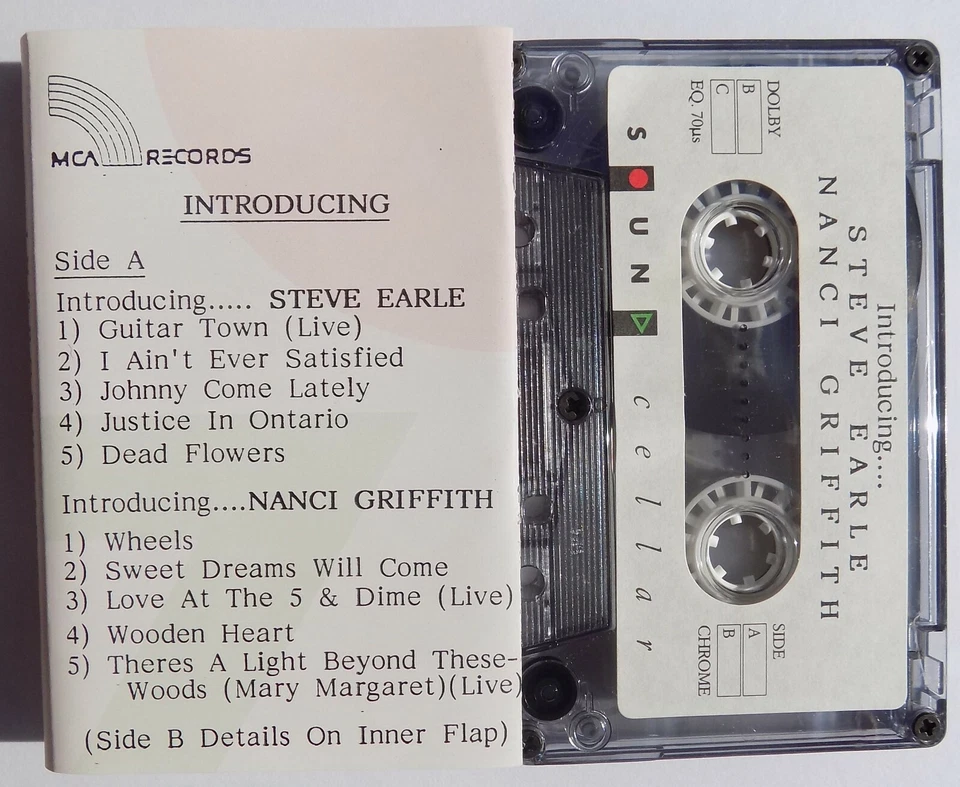 MCA RECORDS
INTRODUCING
Side A
Introducing..... STEVE EARLE
1) Guitar Town (Live)
2) I Ain't Ever Satisfied
3) Johnny Come Lately
4) Justice In Ontario
5) Dead Flowers
Introducing....NANCI GRIFFITH
1) Wheels
2) Sweet Dreams Will Come
3) Love At The 5 & Dime (Live)
4) Wooden Heart
5) Theres A Light Beyond These-
Woods (Mary Margaret)(Live)
(Side B Details On Inner Flap)
Introducing....
STEVE EARLE
NANCI GRIFFITH
DOLBY
B
C
EQ. 70µs
SIDE
A
B
CHROME
SOUND cellar